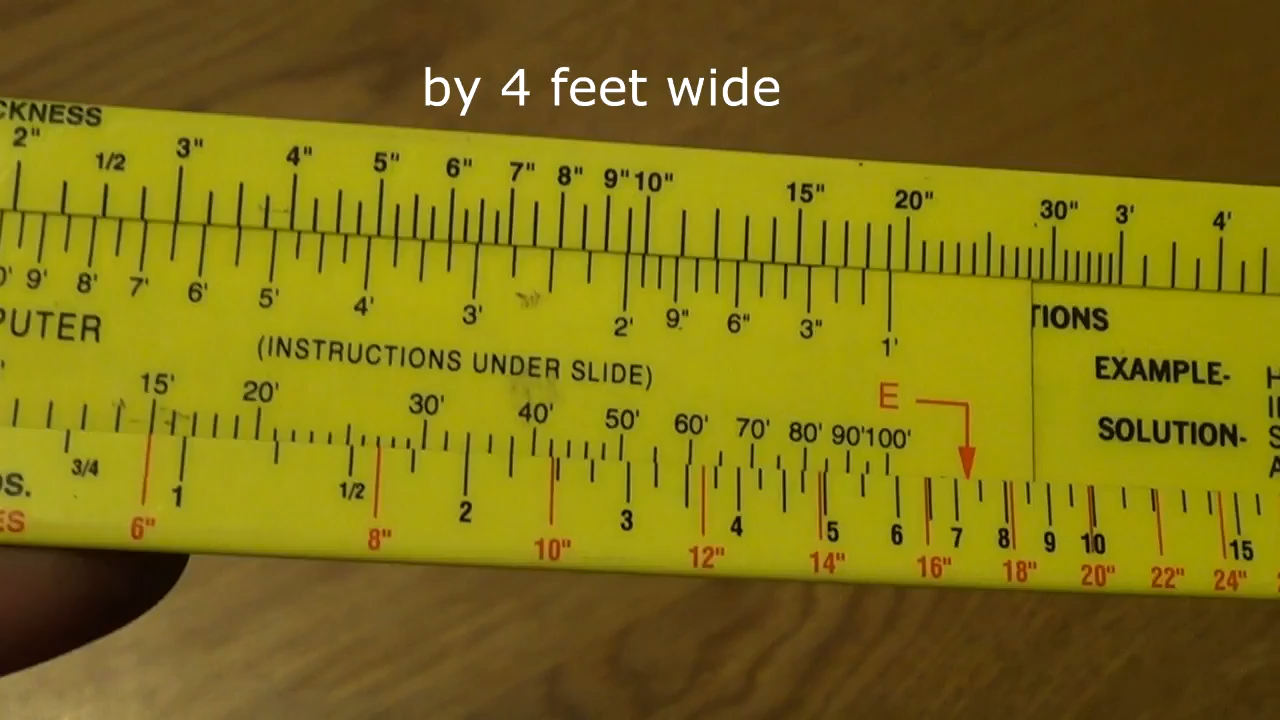 by 4 feet wide
CKNESS
2" 1/2 3" 4" 5" 6" 7" 8" 9" 10" 15" 20" 30" 3' 4'
0' 9' 8' 7' 6' 5' 4' 3' 2' 9" 6" 3" 1'
PUTER
(INSTRUCTIONS UNDER SLIDE)
TIONS
EXAMPLE-
SOLUTION-
E
15' 20' 30' 40' 50' 60' 70' 80' 90' 100'
3/4 1 1/2 2 3 4 5 6 7 8 9 10 15
DS.
ES 6" 8" 10" 12" 14" 16" 18" 20" 22" 24"